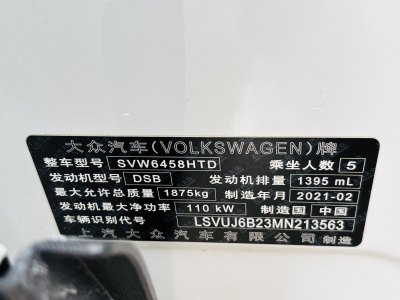 大众汽车(VOLKSWAGEN)牌
整车型号 SVW6458HTD 乘坐人数 5
发动机型号 DSB 发动机排量 1395 mL
最大允许总质量 1875kg 制造年月 2021-02
发动机最大净功率 110 kW 制造国 中国
车辆识别代号 LSVUJ6B23MN213563
上汽大众汽车有限公司 制造